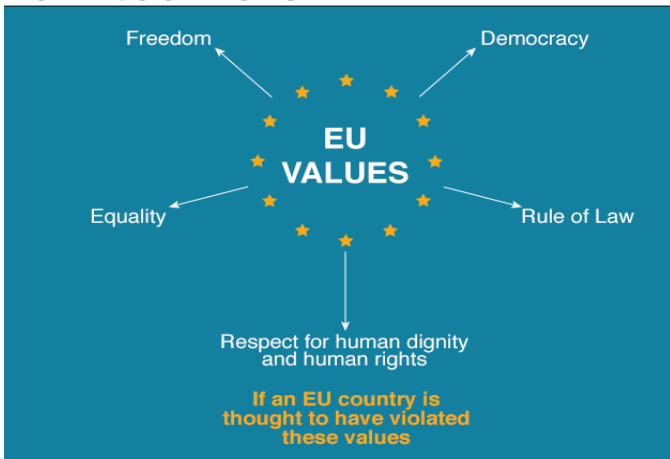 Freedom
Democracy
EU
VALUES
Equality
Rule of Law
Respect for human dignity
and human rights
If an EU country is
thought to have violated
these values